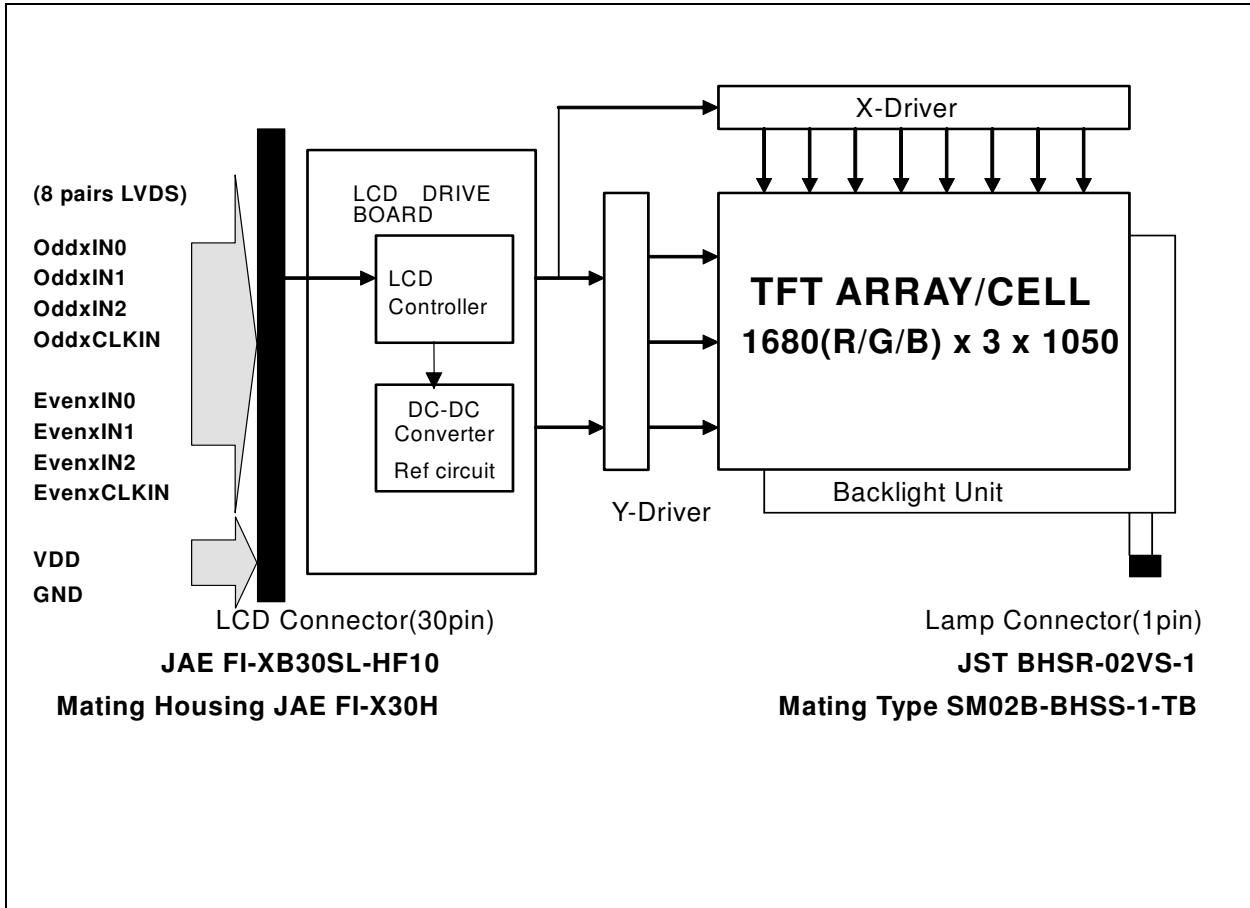 X-Driver
(8 pairs LVDS)
LCD DRIVE
BOARD
OddxIN0
OddxIN1
OddxIN2
OddxCLKIN
LCD
Controller
TFT ARRAY/CELL
1680(R/G/B) x 3 x 1050
EvenxIN0
EvenxIN1
EvenxIN2
EvenxCLKIN
DC-DC
Converter
Ref circuit
Backlight Unit
Y-Driver
VDD
GND
LCD Connector(30pin)
JAE FI-XB30SL-HF10
Mating Housing JAE FI-X30H
Lamp Connector(1pin)
JST BHSR-02VS-1
Mating Type SM02B-BHSS-1-TB